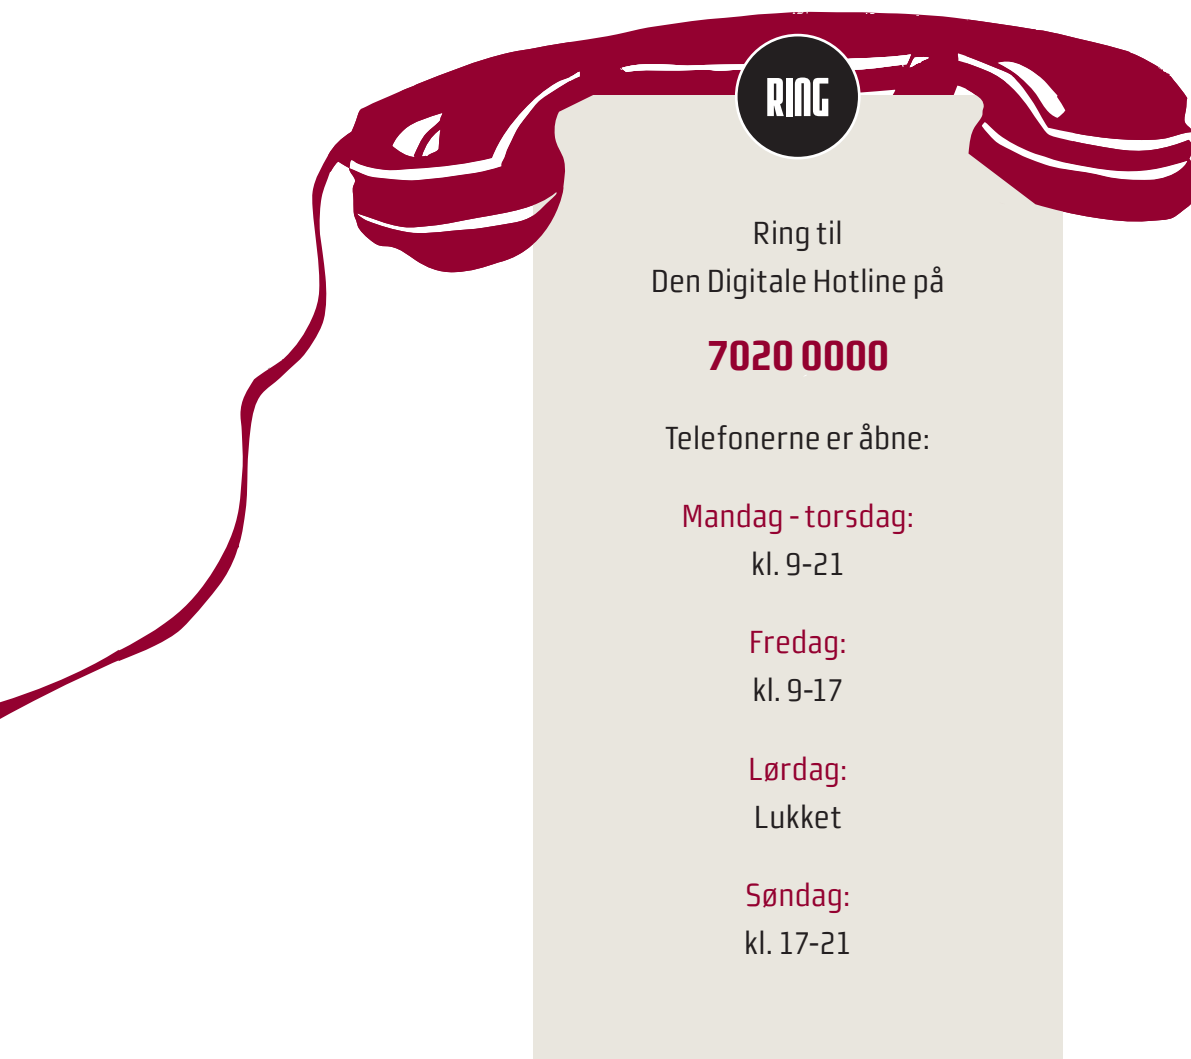 RING
Ring til
Den Digitale Hotline på
7020 0000
Telefonerne er åbne:
Mandag - torsdag:
kl. 9-21
Fredag:
kl. 9-17
Lørdag:
Lukket
Søndag:
kl. 17-21